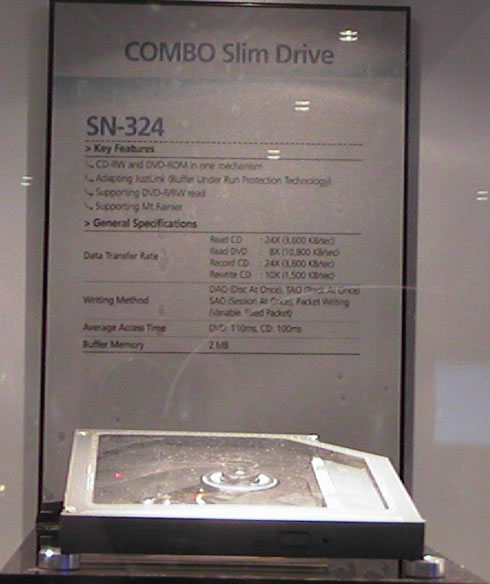 COMBO Slim Drive
SN-324
> Key Features
CD-RW and DVD-ROM in one mechanism
Adapting JustLink (Buffer Under Run Protection Technology)
Supporting DVD-R/RW read
Supporting Mt.Rainier
> General Specifications
Data Transfer Rate
Read CD : 24X (3,600 KB/sec)
Read DVD : 8X (10,800 KB/sec)
Record CD : 24X (3,600 KB/sec)
Rewrite CD : 10X (1,500 KB/sec)
Writing Method
DAO (Disc At Once), TAO (Track At Once)
SAO (Session At Once), Packet Writing
(Variable, Fixed Packet)
Average Access Time DVD: 110ms, CD: 100ms
Buffer Memory 2 MB